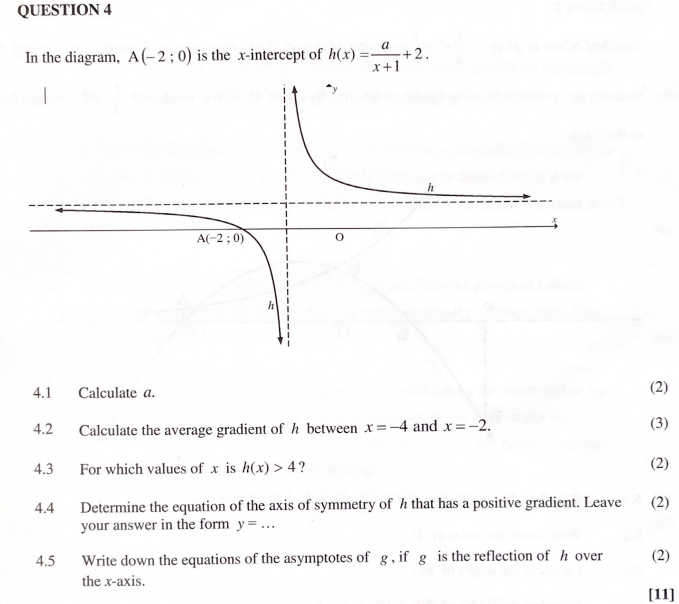 QUESTION 4
In the diagram, A(−2 ; 0) is the x-intercept of h(x) = a/(x+1) + 2.
y
h
x
A(−2 ; 0)
O
h
4.1 Calculate a. (2)
4.2 Calculate the average gradient of h between x = −4 and x = −2. (3)
4.3 For which values of x is h(x) > 4? (2)
4.4 Determine the equation of the axis of symmetry of h that has a positive gradient. Leave (2)
your answer in the form y = …
4.5 Write down the equations of the asymptotes of g, if g is the reflection of h over (2)
the x-axis.
[11]